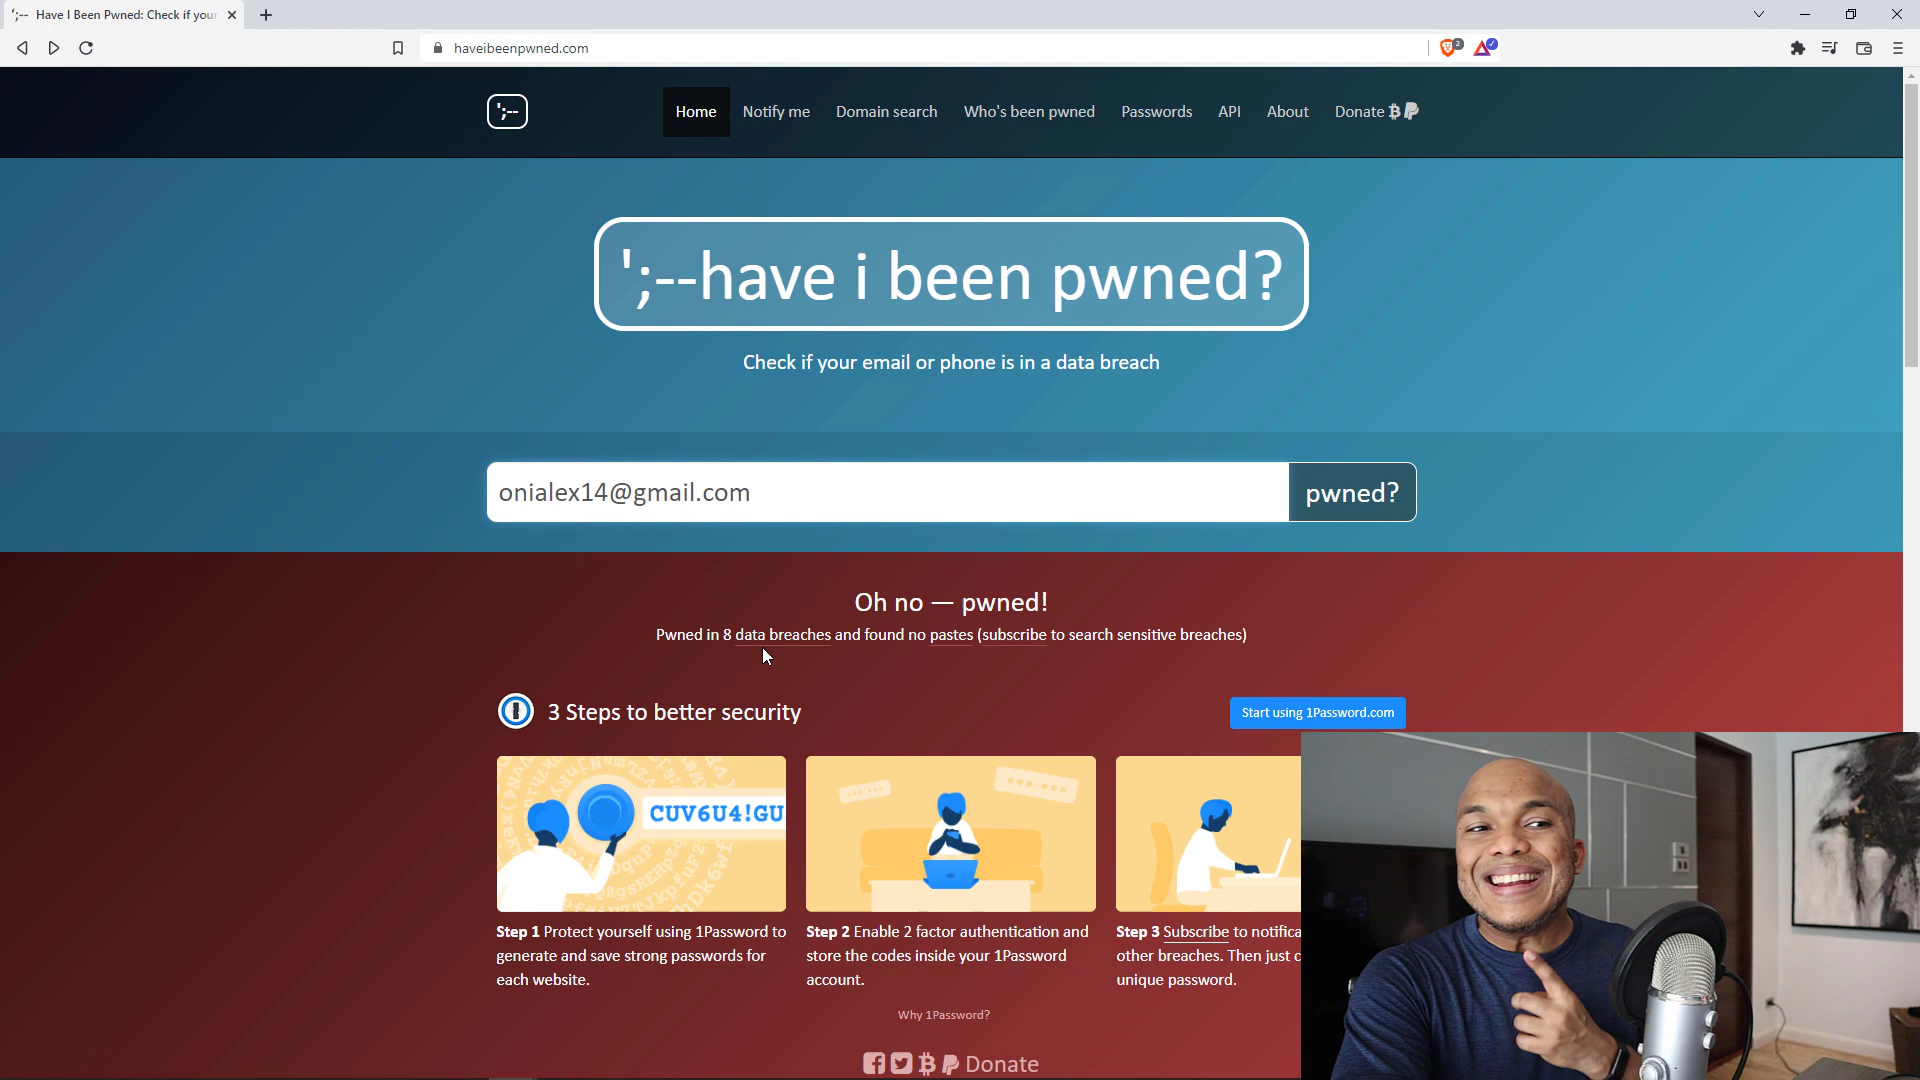 ';-- Have I Been Pwned: Check if your
haveibeenpwned.com
2
';--
Home
Notify me
Domain search
Who's been pwned
Passwords
API
About
Donate
';--have i been pwned?
Check if your email or phone is in a data breach
onialex14@gmail.com
pwned?
Oh no — pwned!
Pwned in 8 data breaches and found no pastes (subscribe to search sensitive breaches)
3 Steps to better security
Start using 1Password.com
CUV6U4!GU
Step 1 Protect yourself using 1Password to
generate and save strong passwords for
each website.
Step 2 Enable 2 factor authentication and
store the codes inside your 1Password
account.
Step 3 Subscribe to notifica
other breaches. Then just c
unique password.
Why 1Password?
Donate